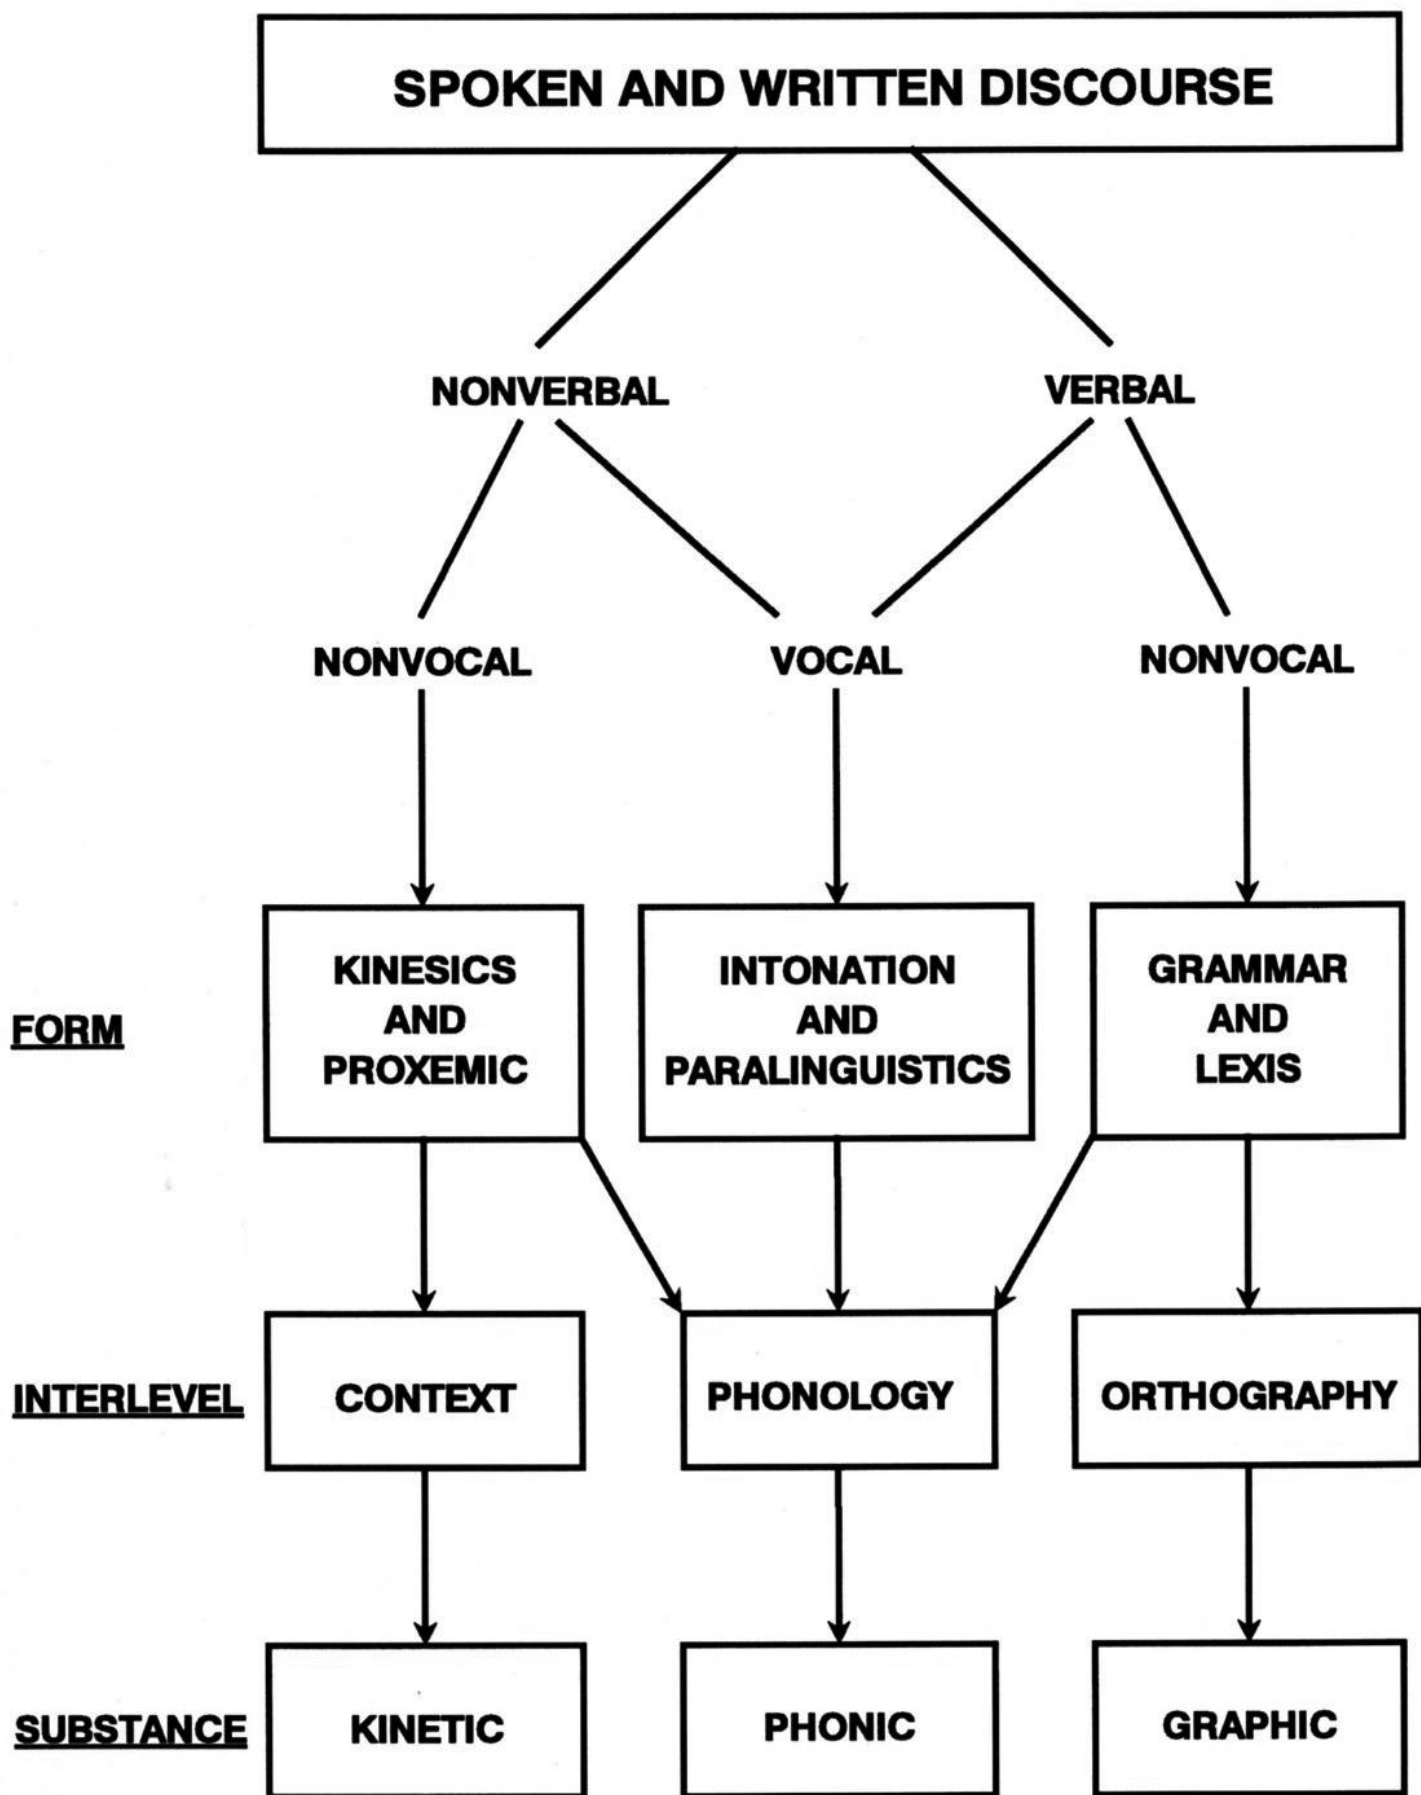 SPOKEN AND WRITTEN DISCOURSE
NONVERBAL
VERBAL
NONVOCAL
VOCAL
NONVOCAL
FORM
KINESICS
AND
PROXEMIC
INTONATION
AND
PARALINGUISTICS
GRAMMAR
AND
LEXIS
INTERLEVEL
CONTEXT
PHONOLOGY
ORTHOGRAPHY
SUBSTANCE
KINETIC
PHONIC
GRAPHIC